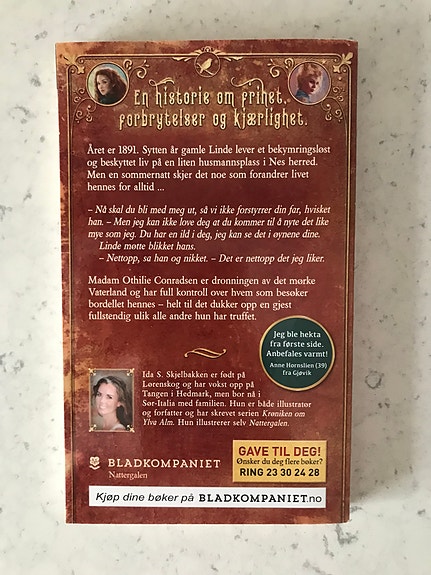 En historie om frihet,
forbrytelser og kjærlighet.
Året er 1891. Sytten år gamle Linde lever et bekymringsløst
og beskyttet liv på en liten husmannsplass i Nes herred.
Men en sommernatt skjer det noe som forandrer livet
hennes for alltid ...
– Nå skal du bli med meg ut, så vi ikke forstyrrer din far, hvisket
han. – Men jeg kan ikke love deg at du kommer til å nyte det like
mye som jeg. Du har en ild i deg, jeg kan se det i øynene dine.
Linde møtte blikket hans.
– Nettopp, sa han og nikket. – Det er nettopp det jeg liker.
Madam Othilie Conradsen er dronningen av det mørke
Vaterland og har full kontroll over hvem som besøker
bordellet hennes – helt til det dukker opp en gjest
fullstendig ulik alle andre hun har truffet.
Jeg ble hekta
fra første side.
Anbefales varmt!
Anne Hornslien (39)
fra Gjøvik
Ida S. Skjelbakken er født på
Lørenskog og har vokst opp på
Tangen i Hedmark, men bor nå i
Sør-Italia med familien. Hun er både illustratør
og forfatter og har skrevet serien Krøniken om
Ylva Alm. Hun illustrerer selv Nattergalen.
BLADKOMPANIET
Nattergalen
GAVE TIL DEG!
Ønsker du deg flere bøker?
RING 23 30 24 28
Kjøp dine bøker på BLADKOMPANIET.no